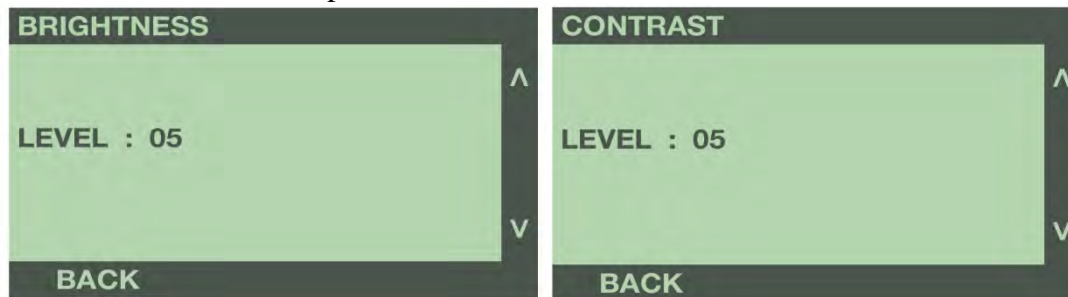 BRIGHTNESS
LEVEL : 05
BACK
CONTRAST
LEVEL : 05
BACK